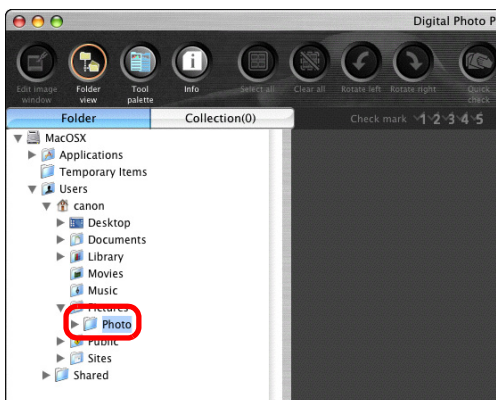 Digital Photo P
Edit image window
Folder view
Tool palette
Info
Select all
Clear all
Rotate left
Rotate right
Quick check
Folder
Collection(0)
Check mark 1 2 3 4 5
MacOSX
Applications
Temporary Items
Users
canon
Desktop
Documents
Library
Movies
Music
Pictures
Photo
Public
Sites
Shared